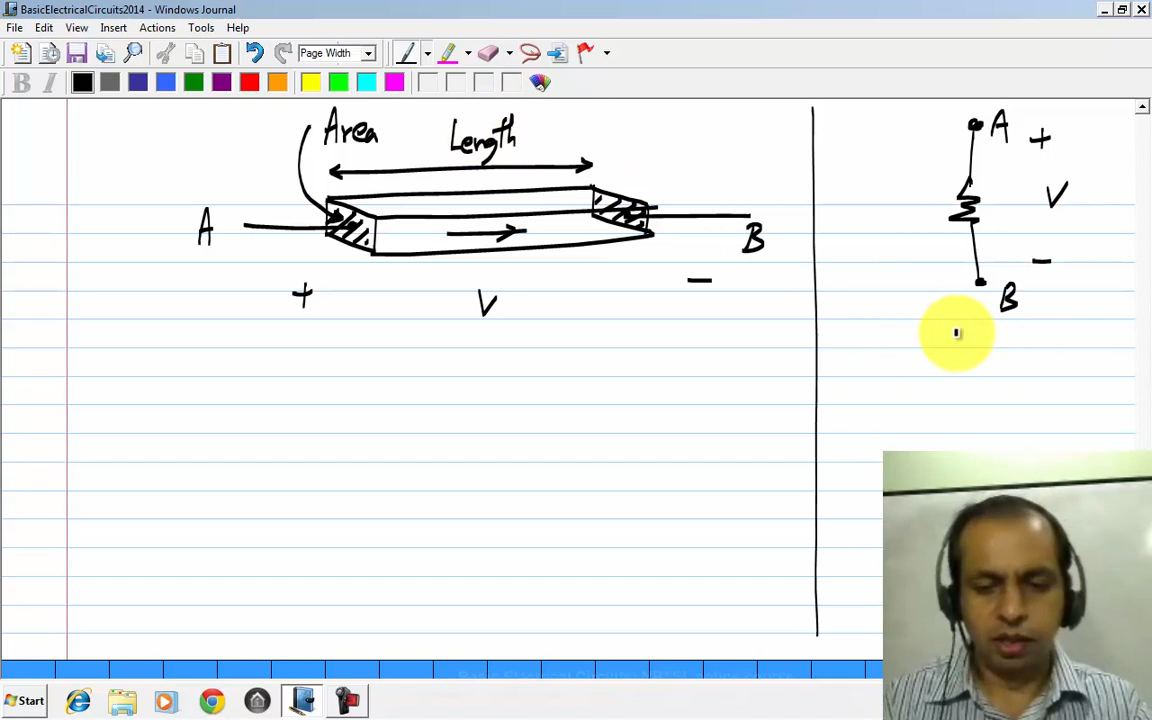 BasicElectricalCircuits2014 - Windows Journal
File Edit View Insert Actions Tools Help
Page Width
B I
Area Length
A B
+ V −
A +
V
−
B
Start